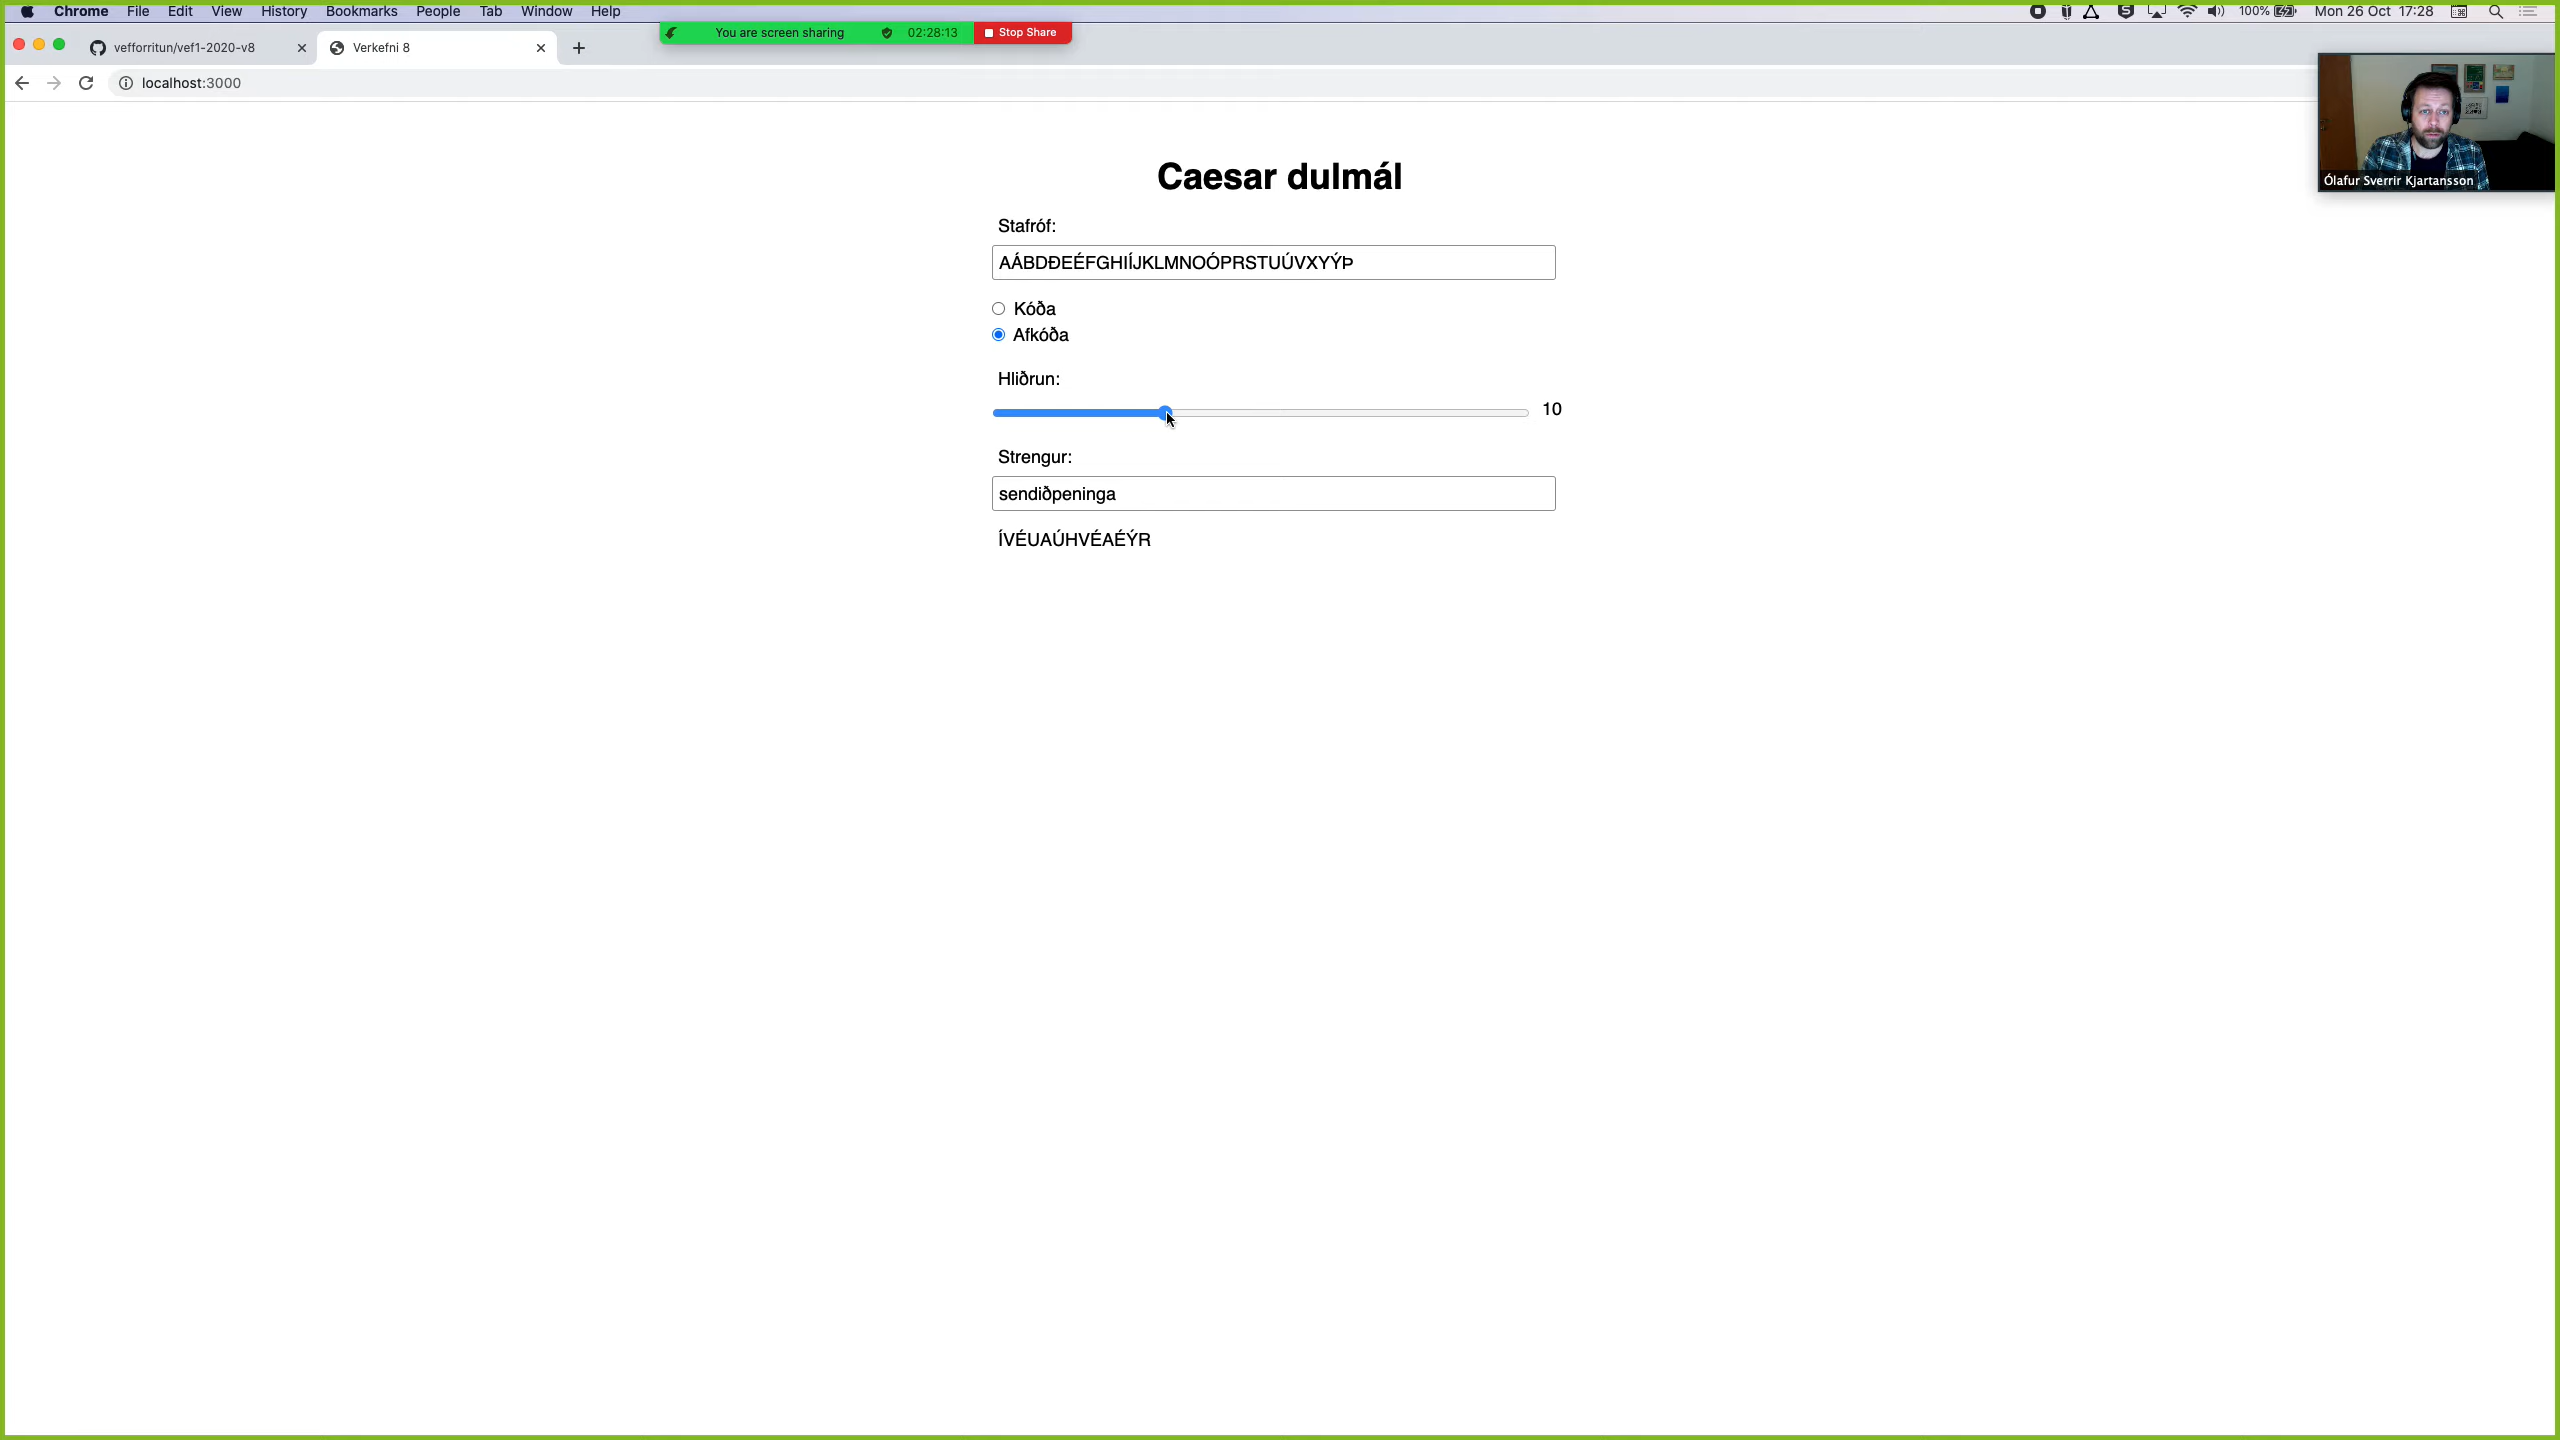 Chrome File Edit View History Bookmarks People Tab Window Help
100% Mon 26 Oct 17:28
You are screen sharing 02:28:13 Stop Share
vefforritun/vef1-2020-v8 Verkefni 8
localhost:3000
Ólafur Sverrir Kjartansson
Caesar dulmál
Stafróf:
AÁBDÐEÉFGHIÍJKLMNOÓPRSTUÚVXYÝÞ
Kóða
Afkóða
Hliðrun:
10
Strengur:
sendiðpeninga
ÍVÉUAÚHVÉAÉÝR